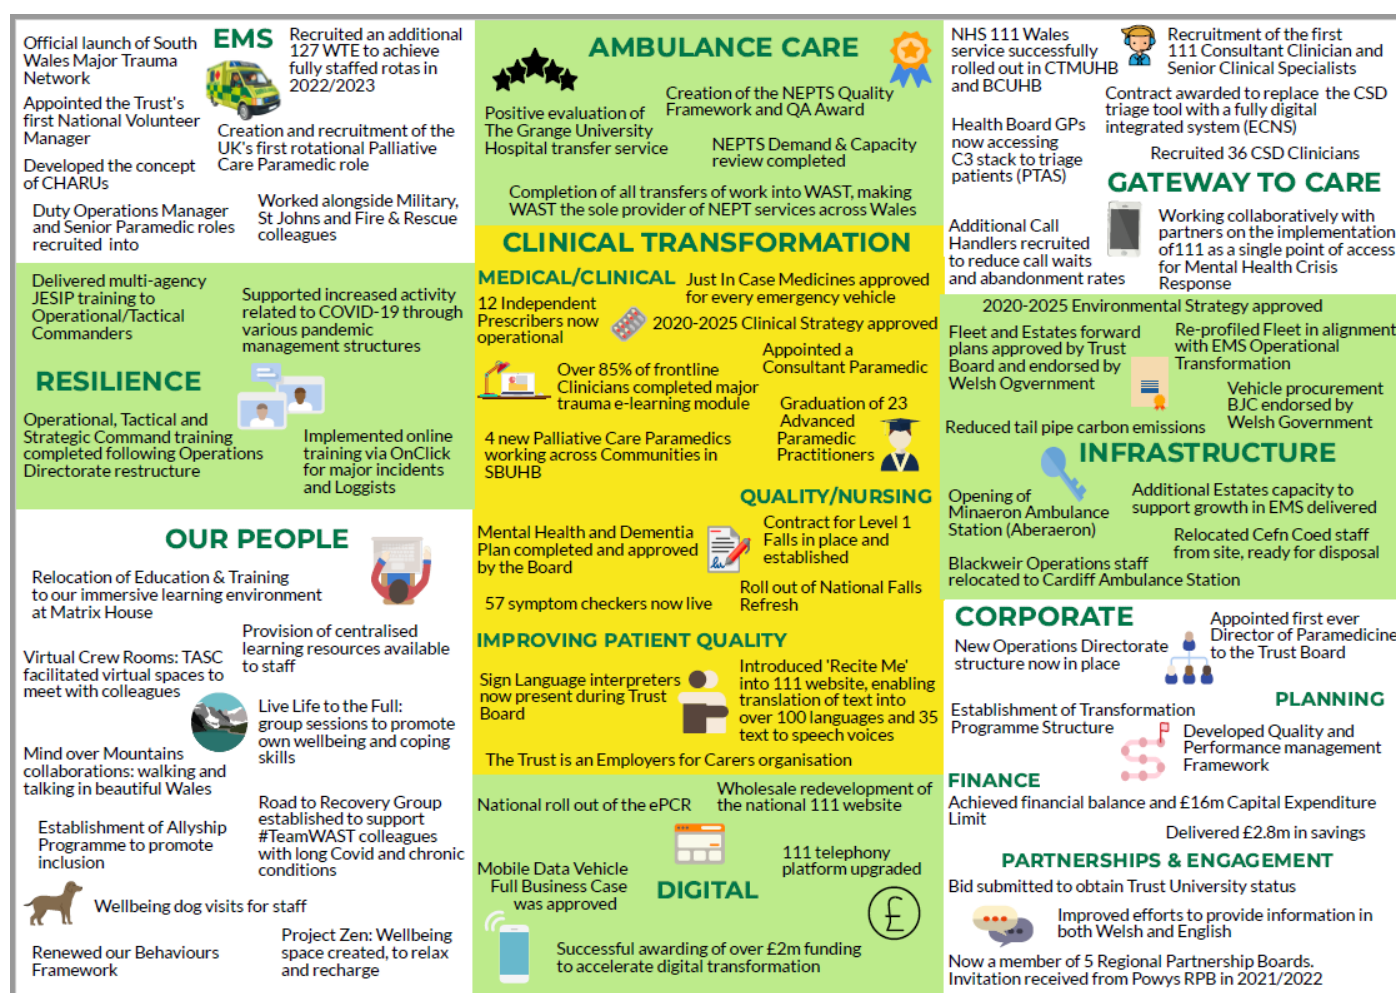 EMS
Official launch of South
Wales Major Trauma
Network
Appointed the Trust's
first National Volunteer
Manager
Developed the concept
of CHARUs
Duty Operations Manager
and Senior Paramedic roles
recruited into
Recruited an additional
127 WTE to achieve
fully staffed rotas in
2022/2023
Creation and recruitment of the
UK's first rotational Palliative
Care Paramedic role
Worked alongside Military,
St Johns and Fire & Rescue
colleagues
Delivered multi-agency
JESIP training to
Operational/Tactical
Commanders
Supported increased activity
related to COVID-19 through
various pandemic
management structures
RESILIENCE
Operational, Tactical and
Strategic Command training
completed following Operations
Directorate restructure
Implemented online
training via OnClick
for major incidents
and Loggists
OUR PEOPLE
Relocation of Education & Training
to our immersive learning environment
at Matrix House
Provision of centralised
learning resources available
to staff
Virtual Crew Rooms: TASC
facilitated virtual spaces to
meet with colleagues
Live Life to the Full:
group sessions to promote
own wellbeing and coping
skills
Mind over Mountains
collaborations: walking and
talking in beautiful Wales
Road to Recovery Group
established to support
#TeamWAST colleagues
with long Covid and chronic
conditions
Establishment of Allyship
Programme to promote
inclusion
Wellbeing dog visits for staff
Renewed our Behaviours
Framework
Project Zen: Wellbeing
space created, to relax
and recharge
AMBULANCE CARE
Positive evaluation of
The Grange University
Hospital transfer service
Creation of the NEPTS Quality
Framework and QA Award
NEPTS Demand & Capacity
review completed
Completion of all transfers of work into WAST, making
WAST the sole provider of NEPT services across Wales
CLINICAL TRANSFORMATION
MEDICAL/CLINICAL
Just In Case Medicines approved
for every emergency vehicle
12 Independent
Prescribers now
operational
2020-2025 Clinical Strategy approved
Appointed a
Consultant Paramedic
Over 85% of frontline
Clinicians completed major
trauma e-learning module
Graduation of 23
Advanced
Paramedic
Practitioners
4 new Palliative Care Paramedics
working across Communities in
SBUHB
QUALITY/NURSING
Mental Health and Dementia
Plan completed and approved
by the Board
Contract for Level 1
Falls in place and
established
57 symptom checkers now live
Roll out of National Falls
Refresh
IMPROVING PATIENT QUALITY
Sign Language interpreters
now present during Trust
Board
Introduced 'Recite Me'
into 111 website, enabling
translation of text into
over 100 languages and 35
text to speech voices
The Trust is an Employers for Carers organisation
National roll out of the ePCR
Wholesale redevelopment of
the national 111 website
Mobile Data Vehicle
Full Business Case
was approved
111 telephony
platform upgraded
DIGITAL
£
Successful awarding of over £2m funding
to accelerate digital transformation
NHS 111 Wales
service successfully
rolled out in CTMUHB
and BCUHB
Recruitment of the first
111 Consultant Clinician and
Senior Clinical Specialists
Contract awarded to replace the CSD
triage tool with a fully digital
integrated system (ECNS)
Health Board GPs
now accessing
C3 stack to triage
patients (PTAS)
Recruited 36 CSD Clinicians
GATEWAY TO CARE
Additional Call
Handlers recruited
to reduce call waits
and abandonment rates
Working collaboratively with
partners on the implementation
of111 as a single point of access
for Mental Health Crisis
Response
2020-2025 Environmental Strategy approved
Fleet and Estates forward
plans approved by Trust
Board and endorsed by
Welsh Ogvernment
Re-profiled Fleet in alignment
with EMS Operational
Transformation
Vehicle procurement
BJC endorsed by
Welsh Government
Reduced tail pipe carbon emissions
INFRASTRUCTURE
Opening of
Minaeron Ambulance
Station (Aberaeron)
Additional Estates capacity to
support growth in EMS delivered
Relocated Cefn Coed staff
from site, ready for disposal
Blackweir Operations staff
relocated to Cardiff Ambulance Station
CORPORATE
New Operations Directorate
structure now in place
Appointed first ever
Director of Paramedicine
to the Trust Board
PLANNING
Establishment of Transformation
Programme Structure
Developed Quality and
Performance management
Framework
FINANCE
Achieved financial balance and £16m Capital Expenditure
Limit
Delivered £2.8m in savings
PARTNERSHIPS & ENGAGEMENT
Bid submitted to obtain Trust University status
Improved efforts to provide information in
both Welsh and English
Now a member of 5 Regional Partnership Boards.
Invitation received from Powys RPB in 2021/2022